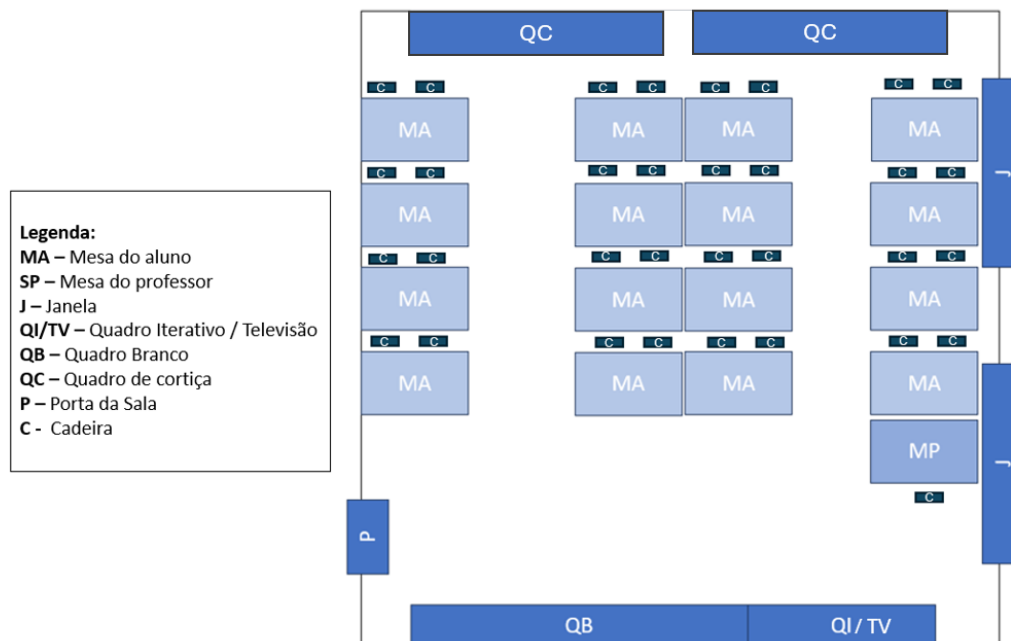 QC QC
C C C C C C C C
MA MA MA MA
C C C C C C C C
MA MA MA MA
J
C C C C C C C C
MA MA MA MA
C C C C C C C C
MA MA MA MA
MP
J
C
P
QB QI / TV
Legenda:
MA – Mesa do aluno
SP – Mesa do professor
J – Janela
QI/TV – Quadro Iterativo / Televisão
QB – Quadro Branco
QC – Quadro de cortiça
P – Porta da Sala
C - Cadeira